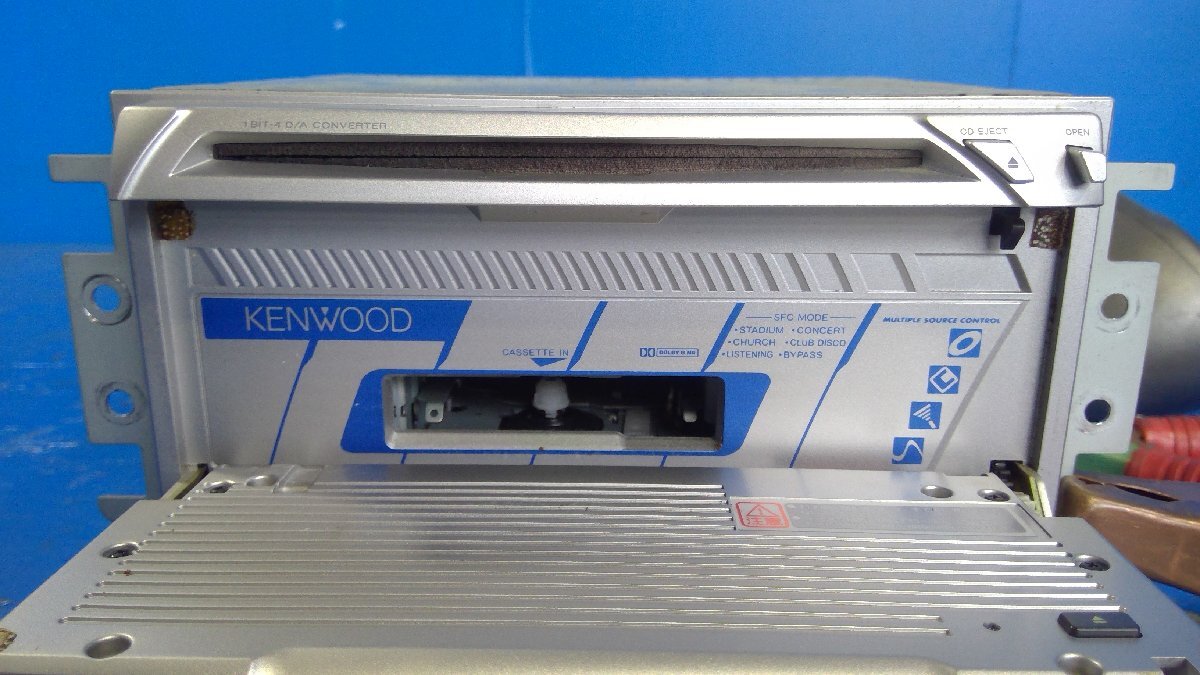 1BIT-4 D/A CONVERTER
CD EJECT
OPEN
KENWOOD
CASSETTE IN
DOLBY B NR
SFC MODE
•STADIUM •CONCERT
•CHURCH •CLUB DISCO
•LISTENING •BYPASS
MULTIPLE SOURCE CONTROL
注意